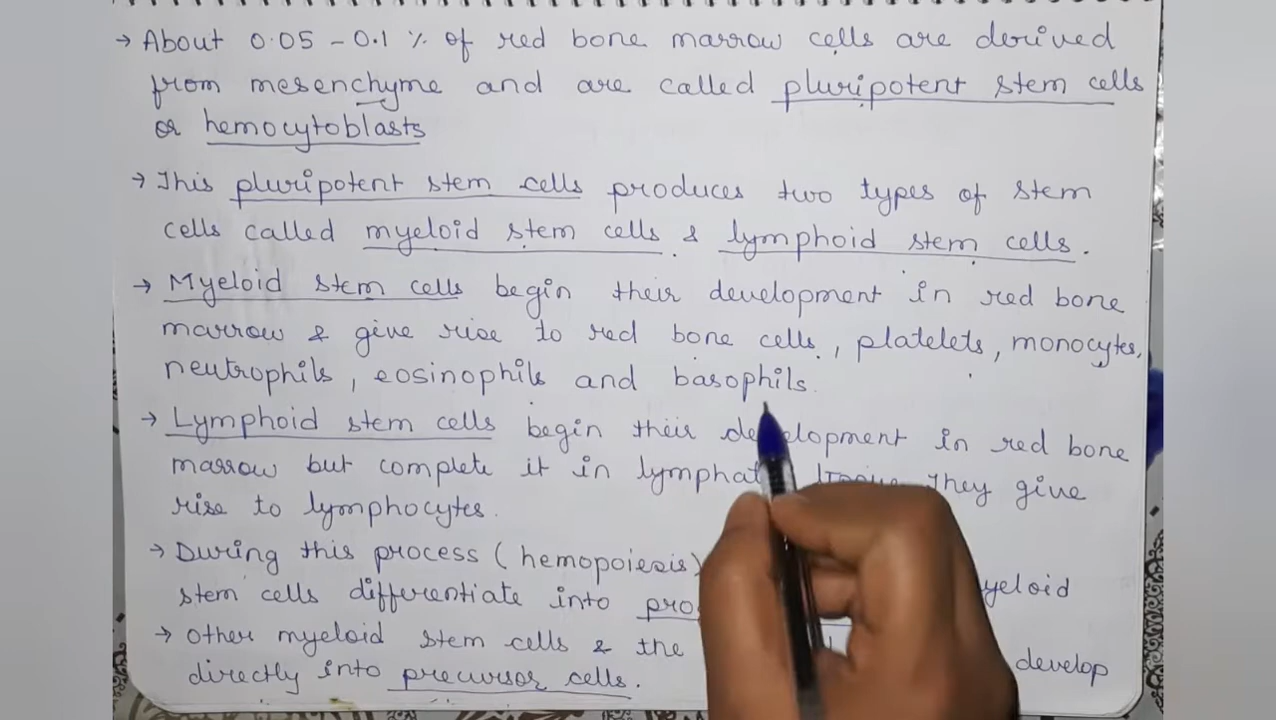 → About 0.05 - 0.1 % of red bone marrow cells are derived
from mesenchyme and are called pluripotent stem cells
or hemocytoblasts
→ This pluripotent stem cells produces two types of stem
cells called myeloid stem cells & lymphoid stem cells.
→ Myeloid stem cells begin their development in red bone
marrow & give rise to red bone cells, platelets, monocytes,
neutrophils, eosinophils and basophils.
→ Lymphoid stem cells begin their development in red bone
marrow but complete it in They give
rise to lymphocytes.
→ During this process (hemopoiesis) myeloid
stem cells differentiate into
→ Other myeloid stem cells & the develop
directly into precursor cells.